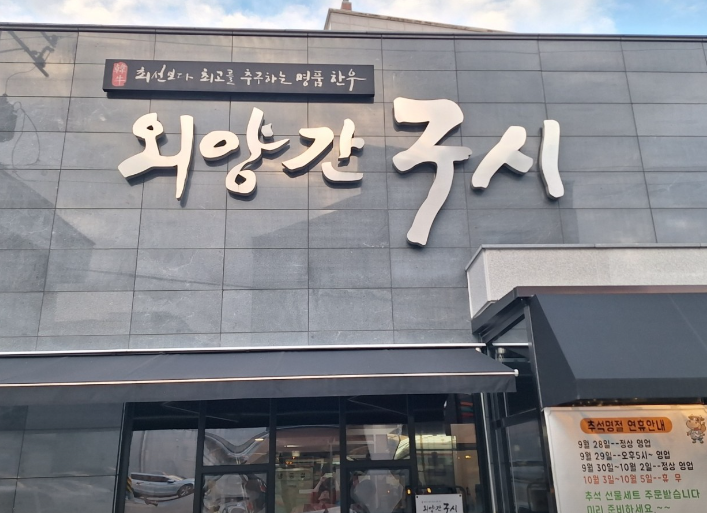 韓牛 최선보다 최고를 추구하는 명품 한우
외양간 구시
외양간 구시
추석명절 연휴안내
9월 28일--정상 영업
9월 29일--오후5시~ 영업
9월 30일~10월 2일--정상 영업
10월 3일~10월 5일--휴 무
추석 선물세트 주문받습니다
미리 준비하세요 ~~